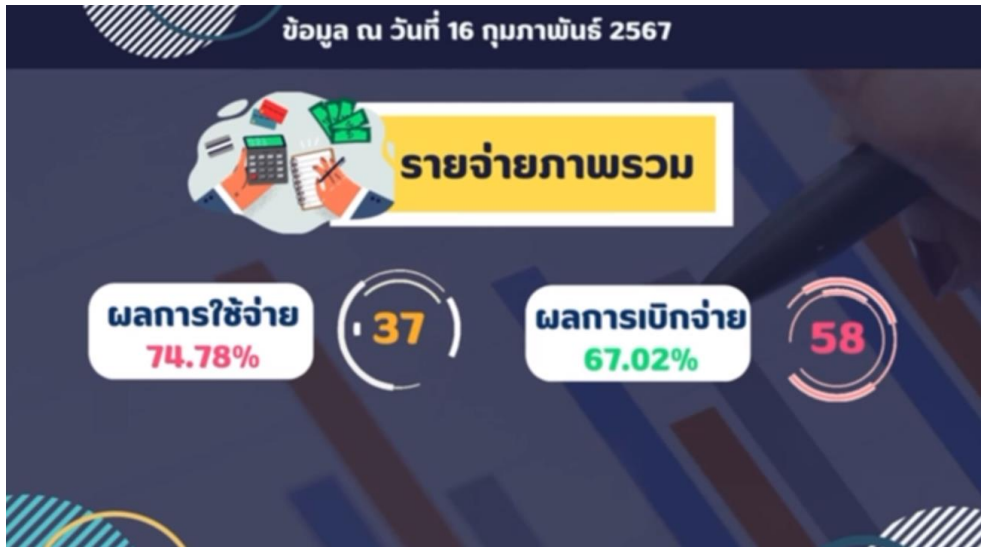 ข้อมูล ณ วันที่ 16 กุมภาพันธ์ 2567
รายจ่ายภาพรวม
ผลการใช้จ่าย
74.78%
37
ผลการเบิกจ่าย
67.02%
58